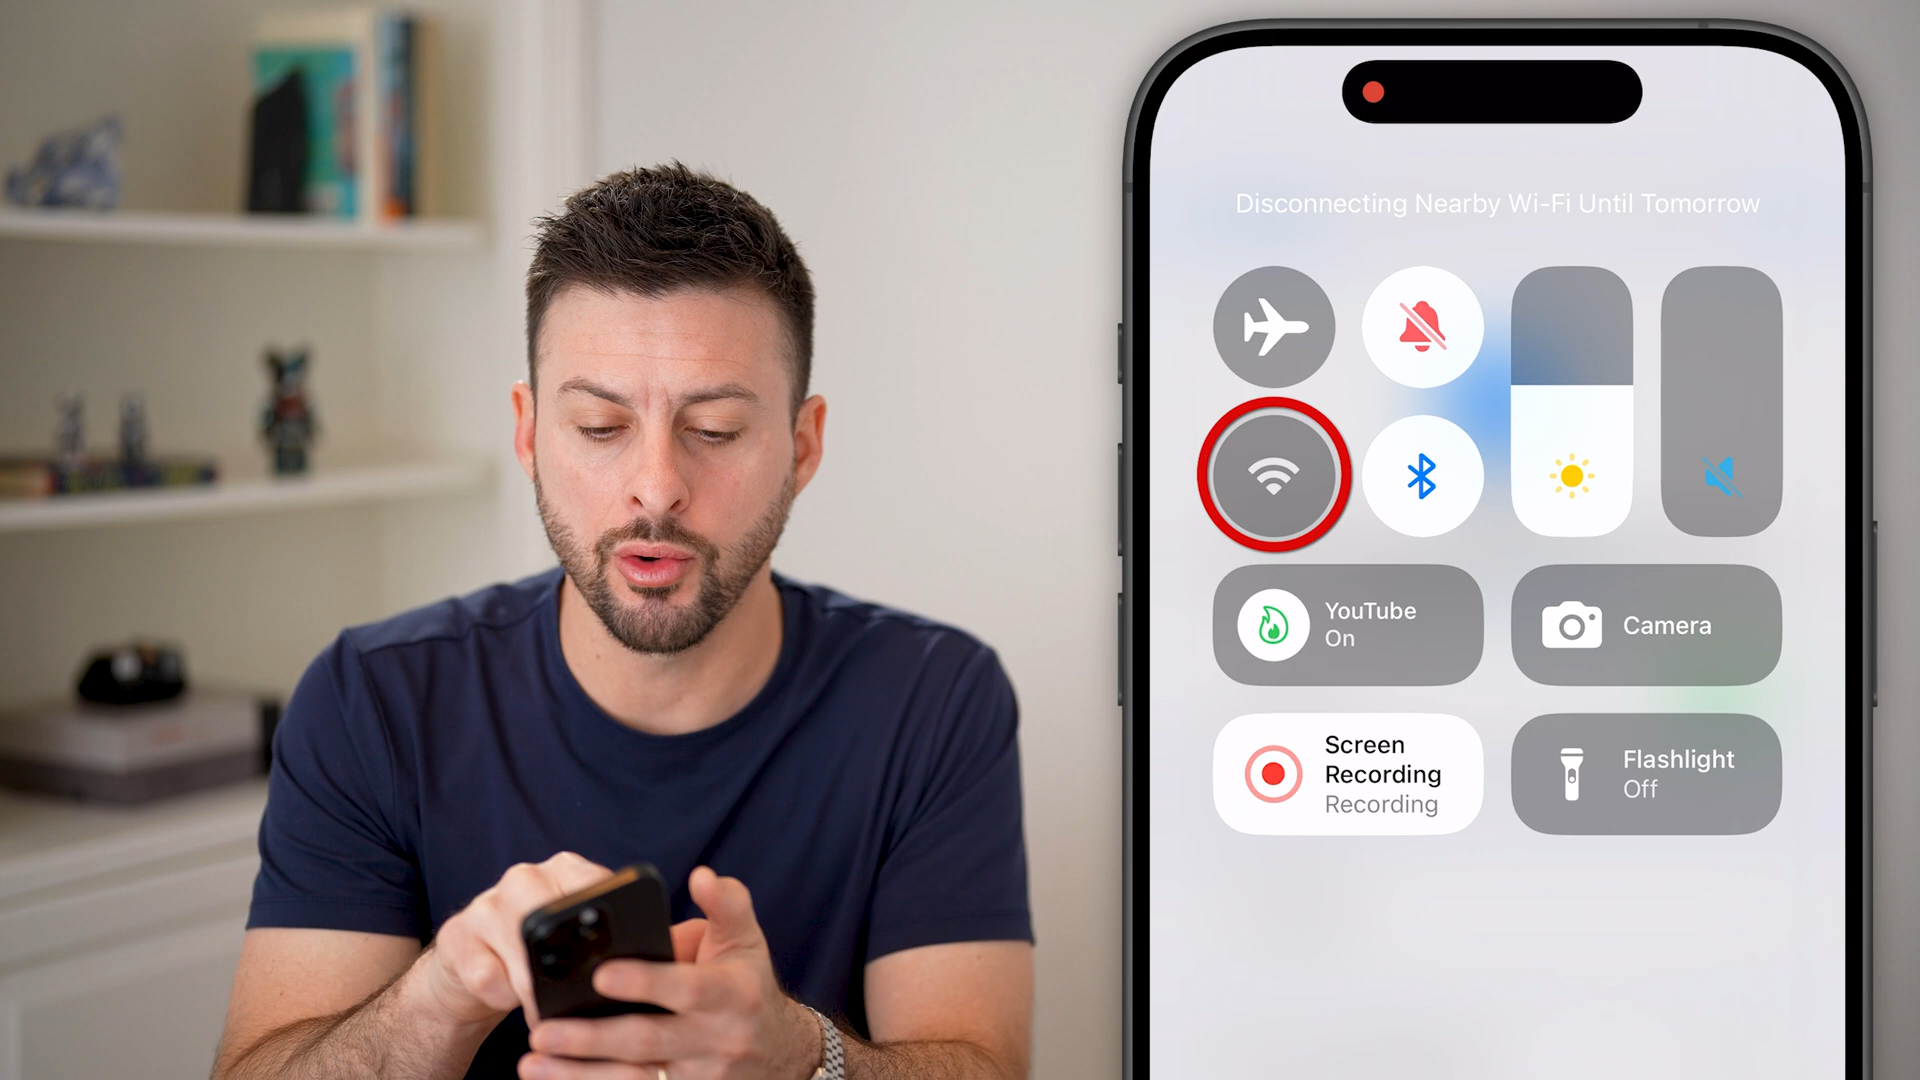 Disconnecting Nearby Wi-Fi Until Tomorrow
YouTube
On
Camera
Screen
Recording
Recording
Flashlight
Off